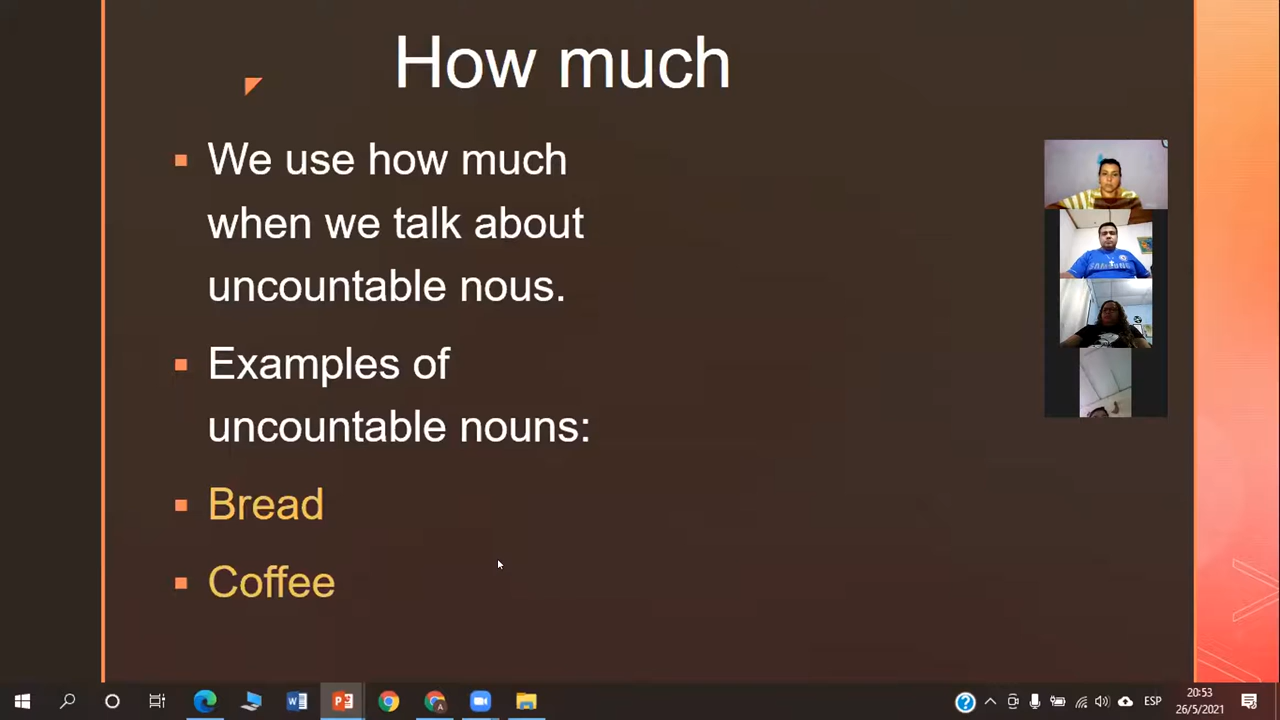 How much
We use how much
when we talk about
uncountable nous.
Examples of
uncountable nouns:
Bread
Coffee
SAMSUNG
ESP
20:53
26/5/2021